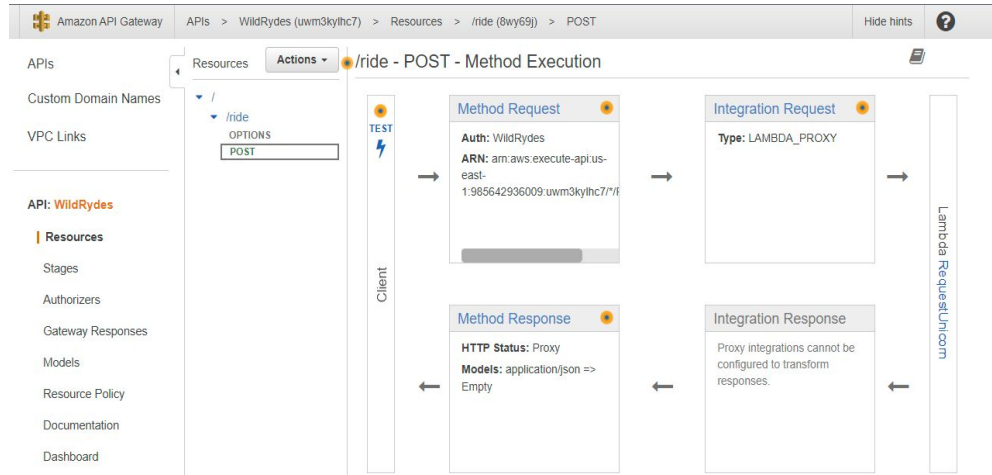 Amazon API Gateway
APIs > WildRydes (uwm3kylhc7) > Resources > /ride (8wy69j) > POST
Hide hints
?
APIs
Custom Domain Names
VPC Links
API: WildRydes
Resources
Stages
Authorizers
Gateway Responses
Models
Resource Policy
Documentation
Dashboard
Resources
Actions
/
/ride
OPTIONS
POST
/ride - POST - Method Execution
TEST
Client
Method Request
Auth: WildRydes
ARN: arn:aws:execute-api:us-
east-
1:985642936009:uwm3kylhc7/*/
Integration Request
Type: LAMBDA_PROXY
Lambda RequestUnicorn
Method Response
HTTP Status: Proxy
Models: application/json =>
Empty
Integration Response
Proxy integrations cannot be
configured to transform
responses.